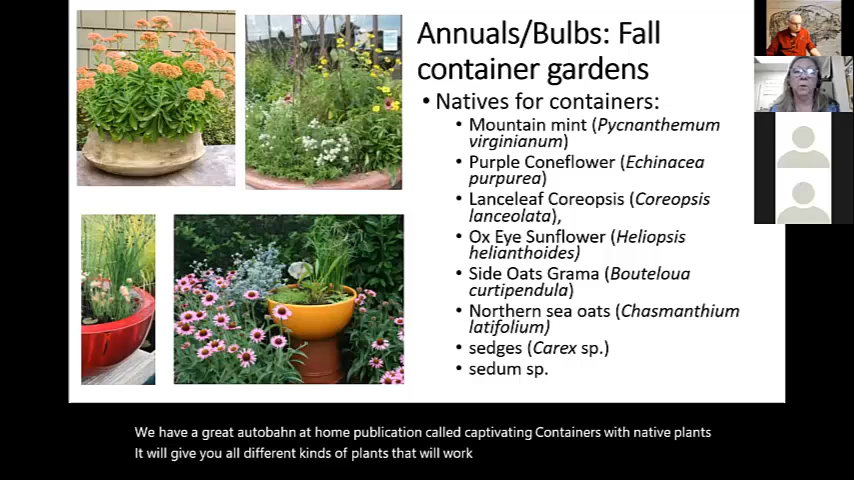 Annuals/Bulbs: Fall
container gardens
• Natives for containers:
• Mountain mint (Pycnanthemum
virginianum)
• Purple Coneflower (Echinacea
purpurea)
• Lanceleaf Coreopsis (Coreopsis
lanceolata),
• Ox Eye Sunflower (Heliopsis
helianthoides)
• Side Oats Grama (Bouteloua
curtipendula)
• Northern sea oats (Chasmanthium
latifolium)
• sedges (Carex sp.)
• sedum sp.
We have a great autobahn at home publication called captivating Containers with native plants
It will give you all different kinds of plants that will work